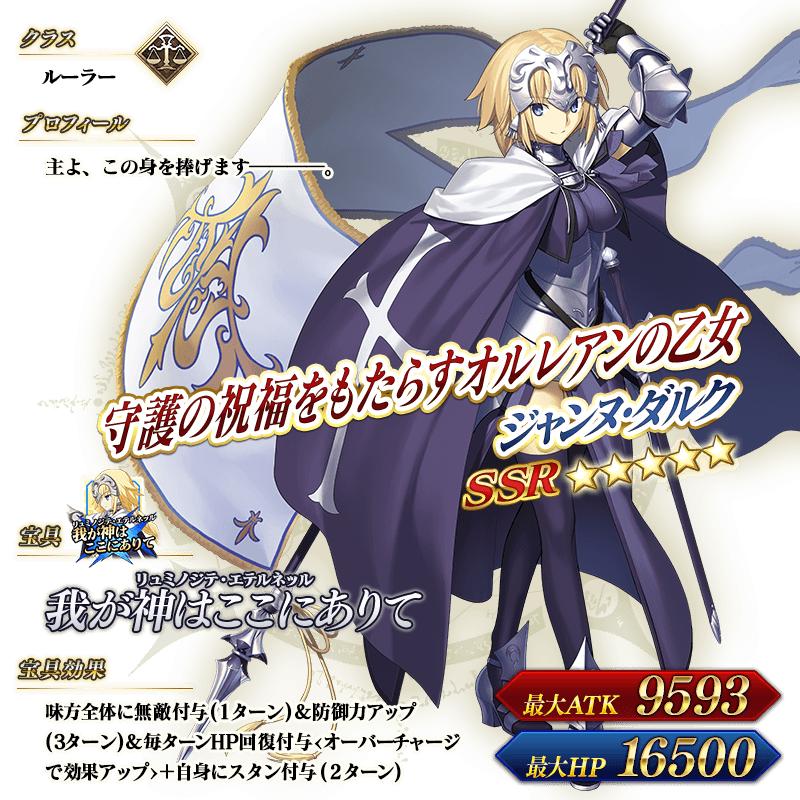 クラス
ルーラー
プロフィール
主よ、この身を捧げます———。
守護の祝福をもたらすオルレアンの乙女
ジャンヌ・ダルク
SSR ★★★★★
宝具
リュミノジテ・エテルネッル
我が神は
ここにありて
リュミノジテ・エテルネッル
我が神はここにありて
宝具効果
味方全体に無敵付与(1ターン)&防御力アップ
(3ターン)&毎ターンHP回復付与<オーバーチャージ
で効果アップ>+自身にスタン付与(2ターン)
最大ATK 9593
最大HP 16500